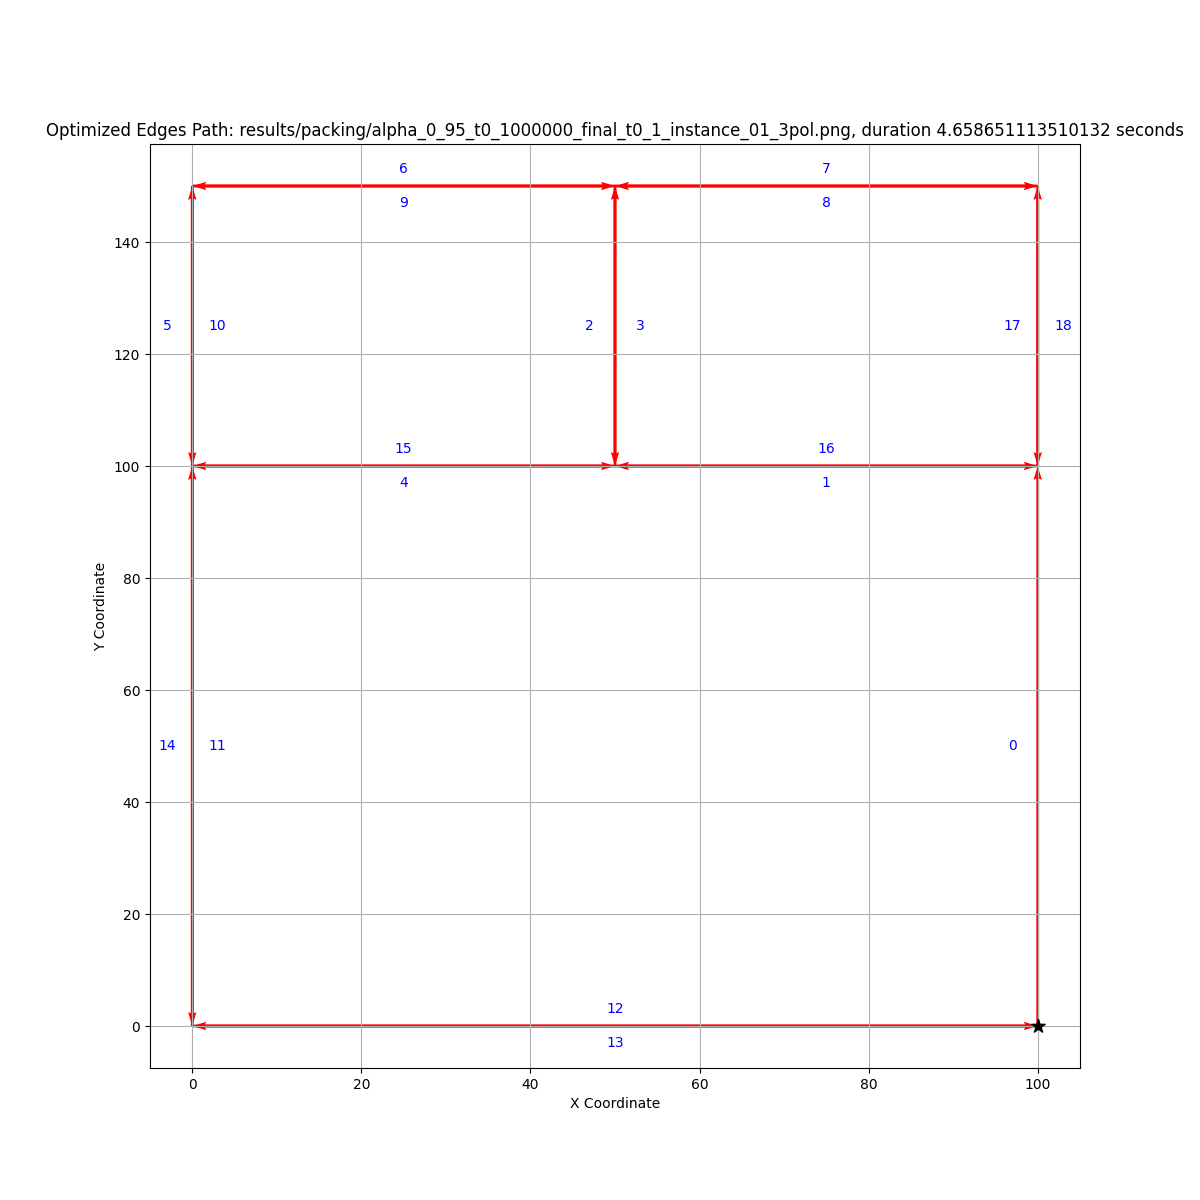 Optimized Edges Path: results/packing/alpha_0_95_t0_1000000_final_t0_1_instance_01_3pol.png, duration 4.658651113510132 seconds
6 7
9 8
140
5 10 2 3 17 18
120
15 16
100
4 1
80
Y Coordinate
60
14 11 0
40
20
12
0
13
0 20 40 60 80 100
X Coordinate